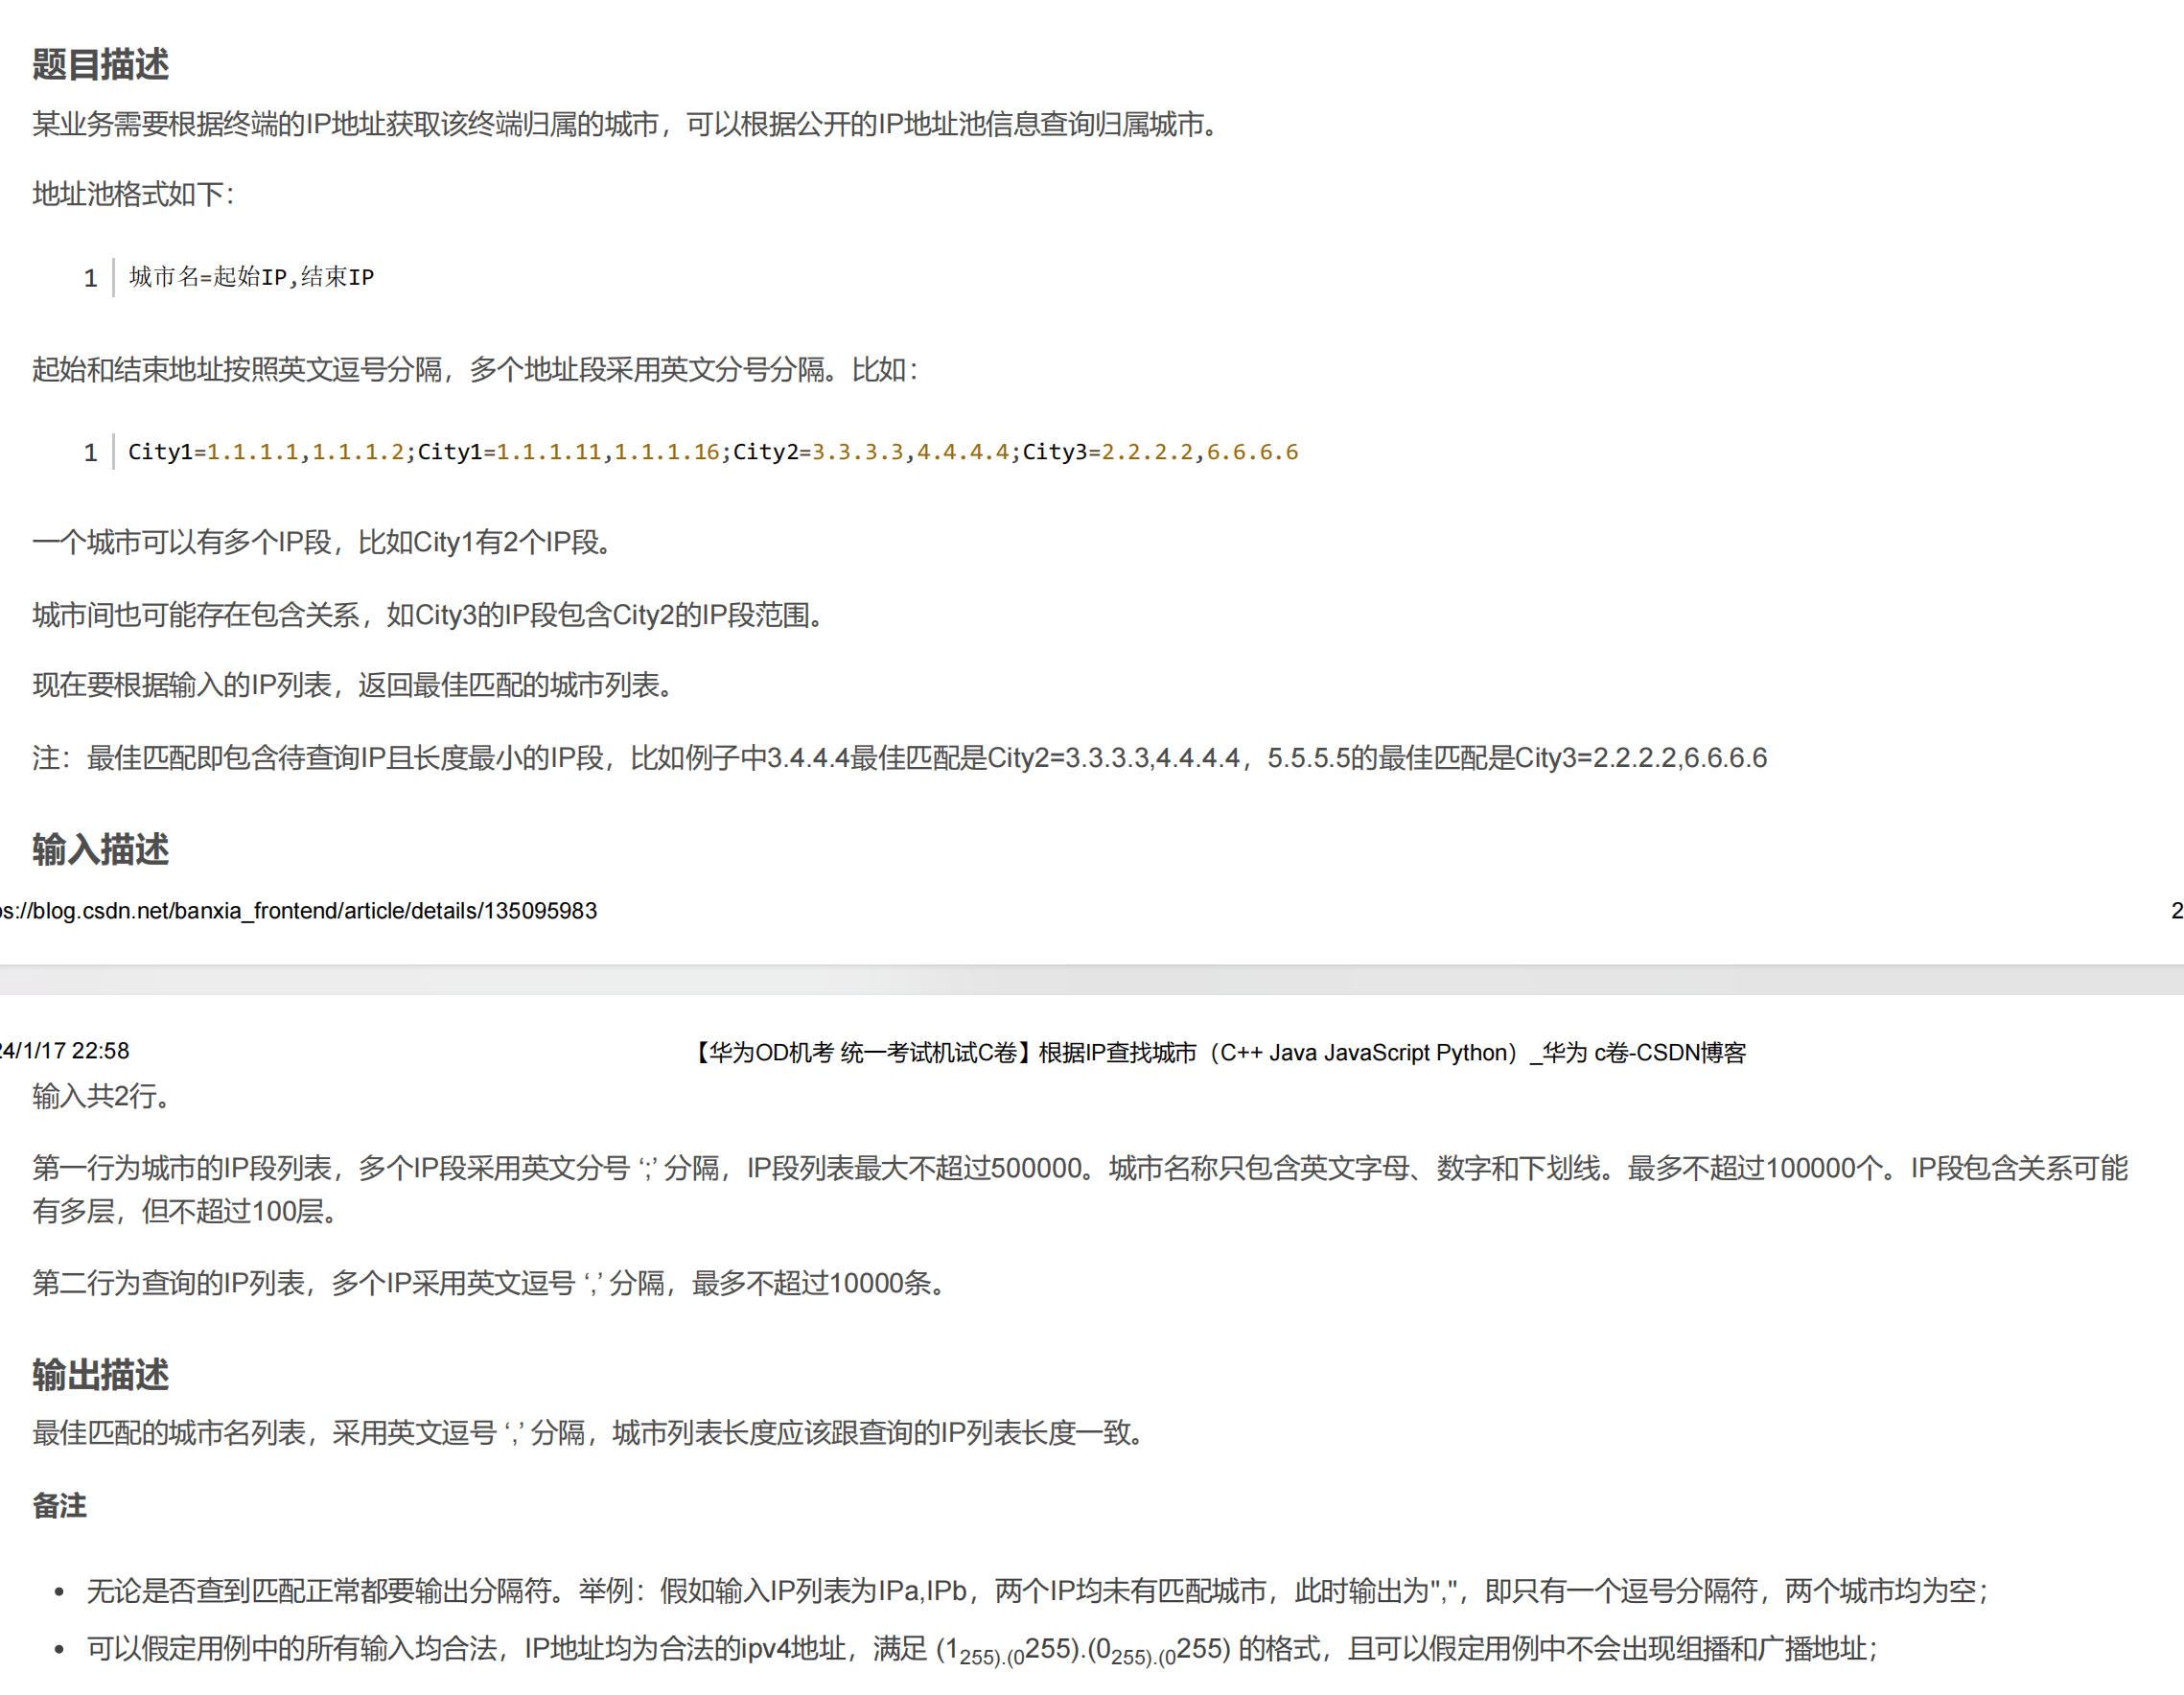 题目描述
某业务需要根据终端的IP地址获取该终端归属的城市，可以根据公开的IP地址池信息查询归属城市。
地址池格式如下：
1 城市名=起始IP,结束IP
起始和结束地址按照英文逗号分隔，多个地址段采用英文分号分隔。比如：
1 City1=1.1.1.1,1.1.1.2;City1=1.1.1.11,1.1.1.16;City2=3.3.3.3,4.4.4.4;City3=2.2.2.2,6.6.6.6
一个城市可以有多个IP段，比如City1有2个IP段。
城市间也可能存在包含关系，如City3的IP段包含City2的IP段范围。
现在要根据输入的IP列表，返回最佳匹配的城市列表。
注：最佳匹配即包含待查询IP且长度最小的IP段，比如例子中3.4.4.4最佳匹配是City2=3.3.3.3,4.4.4.4，5.5.5.5的最佳匹配是City3=2.2.2.2,6.6.6.6
输入描述
ps://blog.csdn.net/banxia_frontend/article/details/135095983 2
24/1/17 22:58 【华为OD机考 统一考试机试C卷】根据IP查找城市（C++ Java JavaScript Python）_华为 c卷-CSDN博客
输入共2行。
第一行为城市的IP段列表，多个IP段采用英文分号 ‘;’ 分隔，IP段列表最大不超过500000。城市名称只包含英文字母、数字和下划线。最多不超过100000个。IP段包含关系可能
有多层，但不超过100层。
第二行为查询的IP列表，多个IP采用英文逗号 ‘,’ 分隔，最多不超过10000条。
输出描述
最佳匹配的城市名列表，采用英文逗号 ‘,’ 分隔，城市列表长度应该跟查询的IP列表长度一致。
备注
• 无论是否查到匹配正常都要输出分隔符。举例：假如输入IP列表为IPa,IPb，两个IP均未有匹配城市，此时输出为","，即只有一个逗号分隔符，两个城市均为空；
• 可以假定用例中的所有输入均合法，IP地址均为合法的ipv4地址，满足 (1255).(0255).(0255).(0255) 的格式，且可以假定用例中不会出现组播和广播地址；